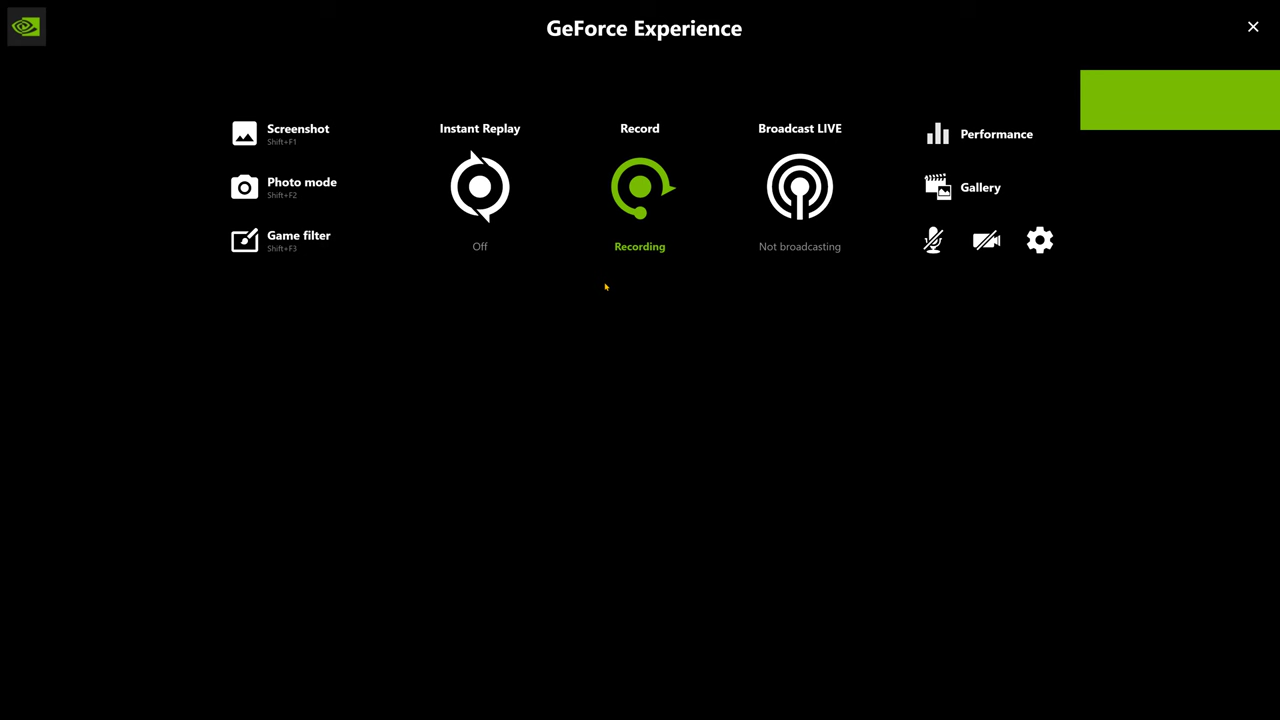 GeForce Experience
Screenshot
Shift+F1
Photo mode
Shift+F2
Game filter
Shift+F3
Instant Replay
Off
Record
Recording
Broadcast LIVE
Not broadcasting
Performance
Gallery